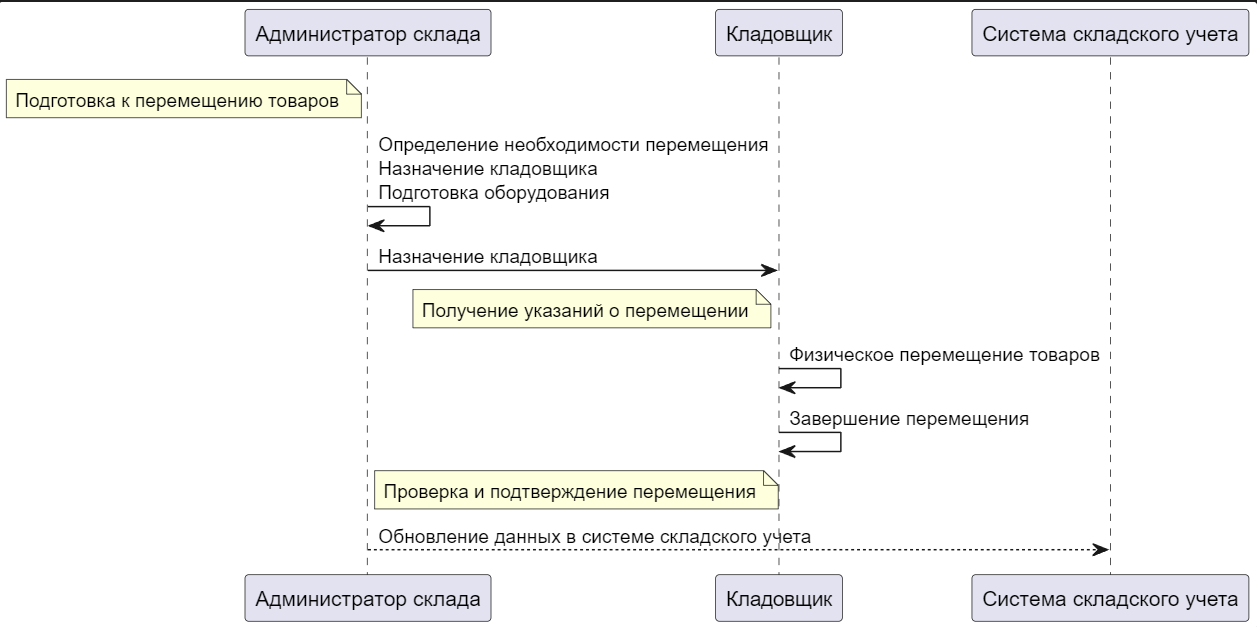 Администратор склада
Кладовщик
Система складского учета
Подготовка к перемещению товаров
Определение необходимости перемещения
Назначение кладовщика
Подготовка оборудования
Назначение кладовщика
Получение указаний о перемещении
Физическое перемещение товаров
Завершение перемещения
Проверка и подтверждение перемещения
Обновление данных в системе складского учета
Администратор склада
Кладовщик
Система складского учета